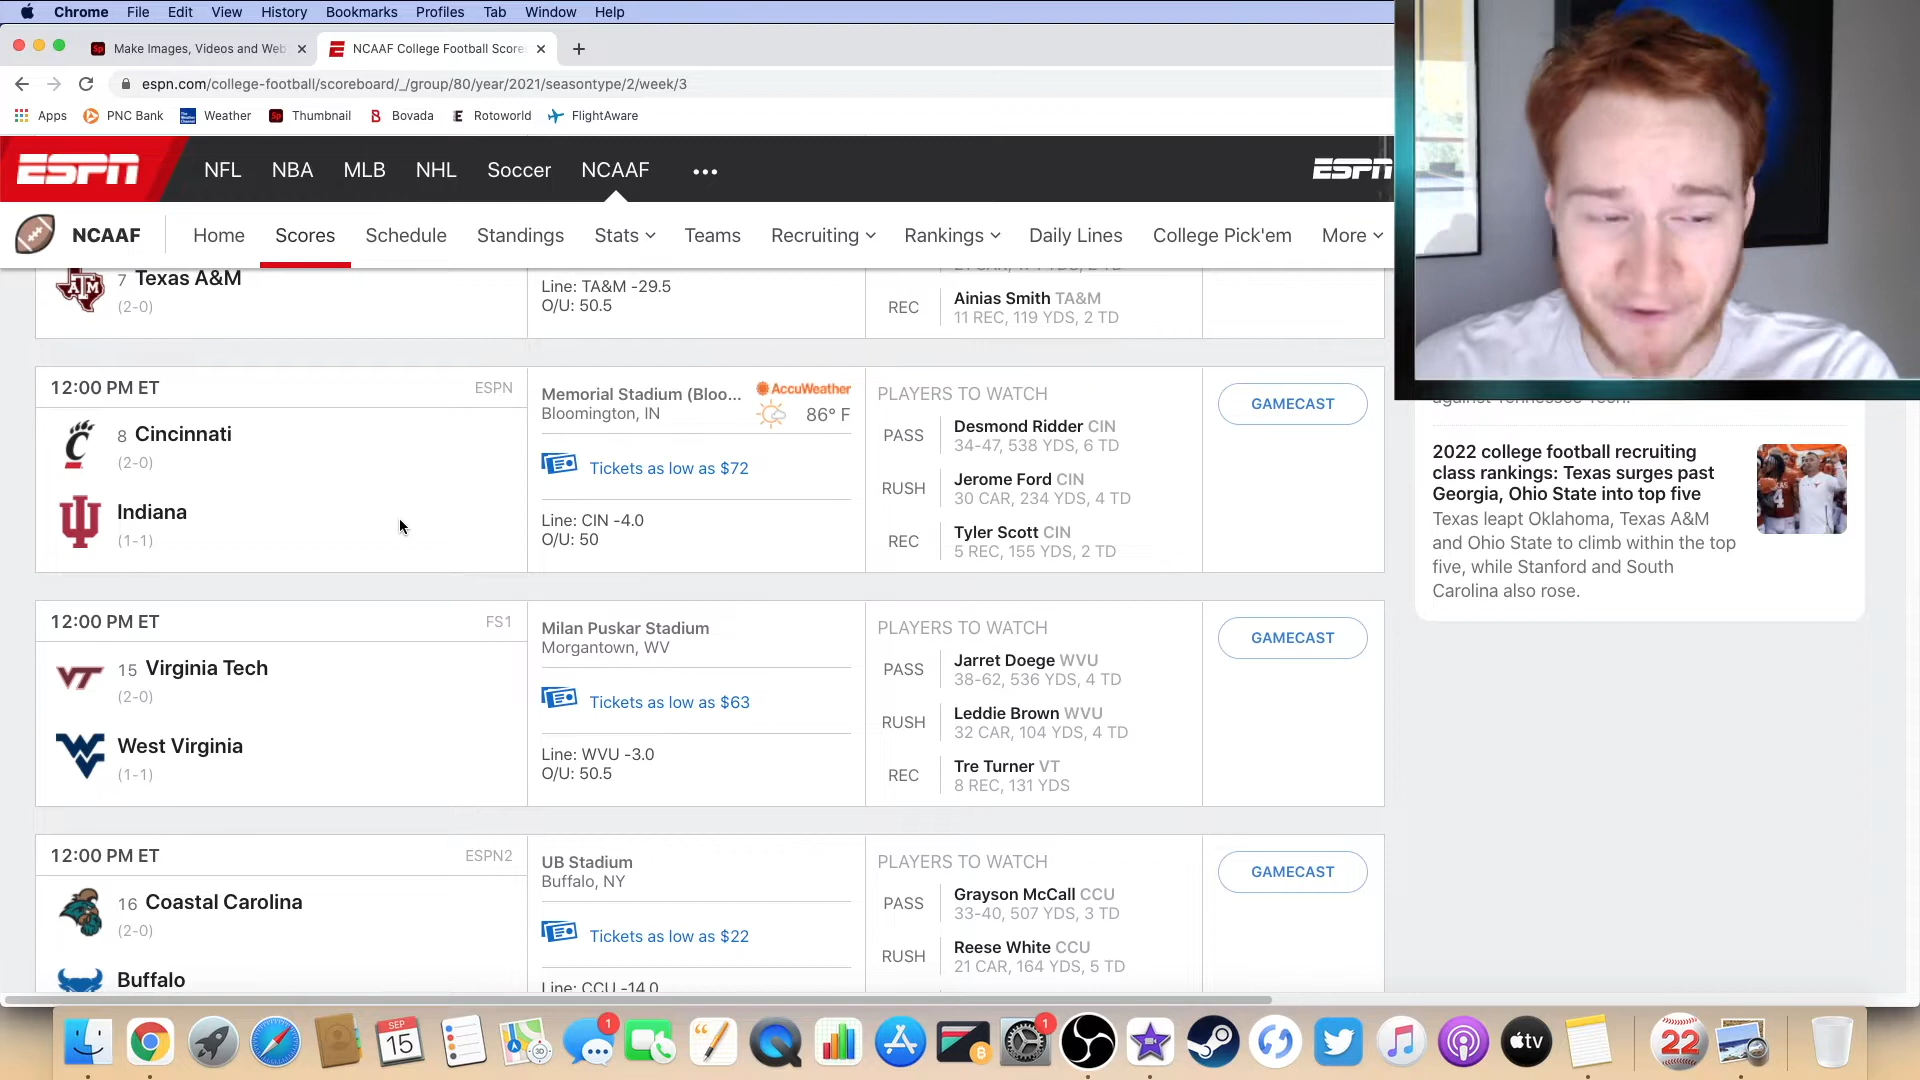 Chrome File Edit View History Bookmarks Profiles Tab Window Help
Make Images, Videos and Web
NCAAF College Football Score
espn.com/college-football/scoreboard/_/group/80/year/2021/seasontype/2/week/3
Apps PNC Bank Weather Thumbnail Bovada Rotoworld FlightAware
ESPN NFL NBA MLB NHL Soccer NCAAF ••• ESPN
NCAAF Home Scores Schedule Standings Stats Teams Recruiting Rankings Daily Lines College Pick'em More
7 Texas A&M
(2-0)
Line: TA&M -29.5
O/U: 50.5
REC
Ainias Smith TA&M
11 REC, 119 YDS, 2 TD
12:00 PM ET ESPN
8 Cincinnati
(2-0)
Indiana
(1-1)
Memorial Stadium (Bloo...
Bloomington, IN
AccuWeather
86° F
Tickets as low as $72
Line: CIN -4.0
O/U: 50
PLAYERS TO WATCH
PASS
Desmond Ridder CIN
34-47, 538 YDS, 6 TD
RUSH
Jerome Ford CIN
30 CAR, 234 YDS, 4 TD
REC
Tyler Scott CIN
5 REC, 155 YDS, 2 TD
GAMECAST
12:00 PM ET FS1
15 Virginia Tech
(2-0)
West Virginia
(1-1)
Milan Puskar Stadium
Morgantown, WV
Tickets as low as $63
Line: WVU -3.0
O/U: 50.5
PLAYERS TO WATCH
PASS
Jarret Doege WVU
38-62, 536 YDS, 4 TD
RUSH
Leddie Brown WVU
32 CAR, 104 YDS, 4 TD
REC
Tre Turner VT
8 REC, 131 YDS
GAMECAST
12:00 PM ET ESPN2
16 Coastal Carolina
(2-0)
Buffalo
UB Stadium
Buffalo, NY
Tickets as low as $22
Line: CCU -14.0
PLAYERS TO WATCH
PASS
Grayson McCall CCU
33-40, 507 YDS, 3 TD
RUSH
Reese White CCU
21 CAR, 164 YDS, 5 TD
GAMECAST
2022 college football recruiting
class rankings: Texas surges past
Georgia, Ohio State into top five
Texas leapt Oklahoma, Texas A&M
and Ohio State to climb within the top
five, while Stanford and South
Carolina also rose.
SEP
15
1
1
tv
22